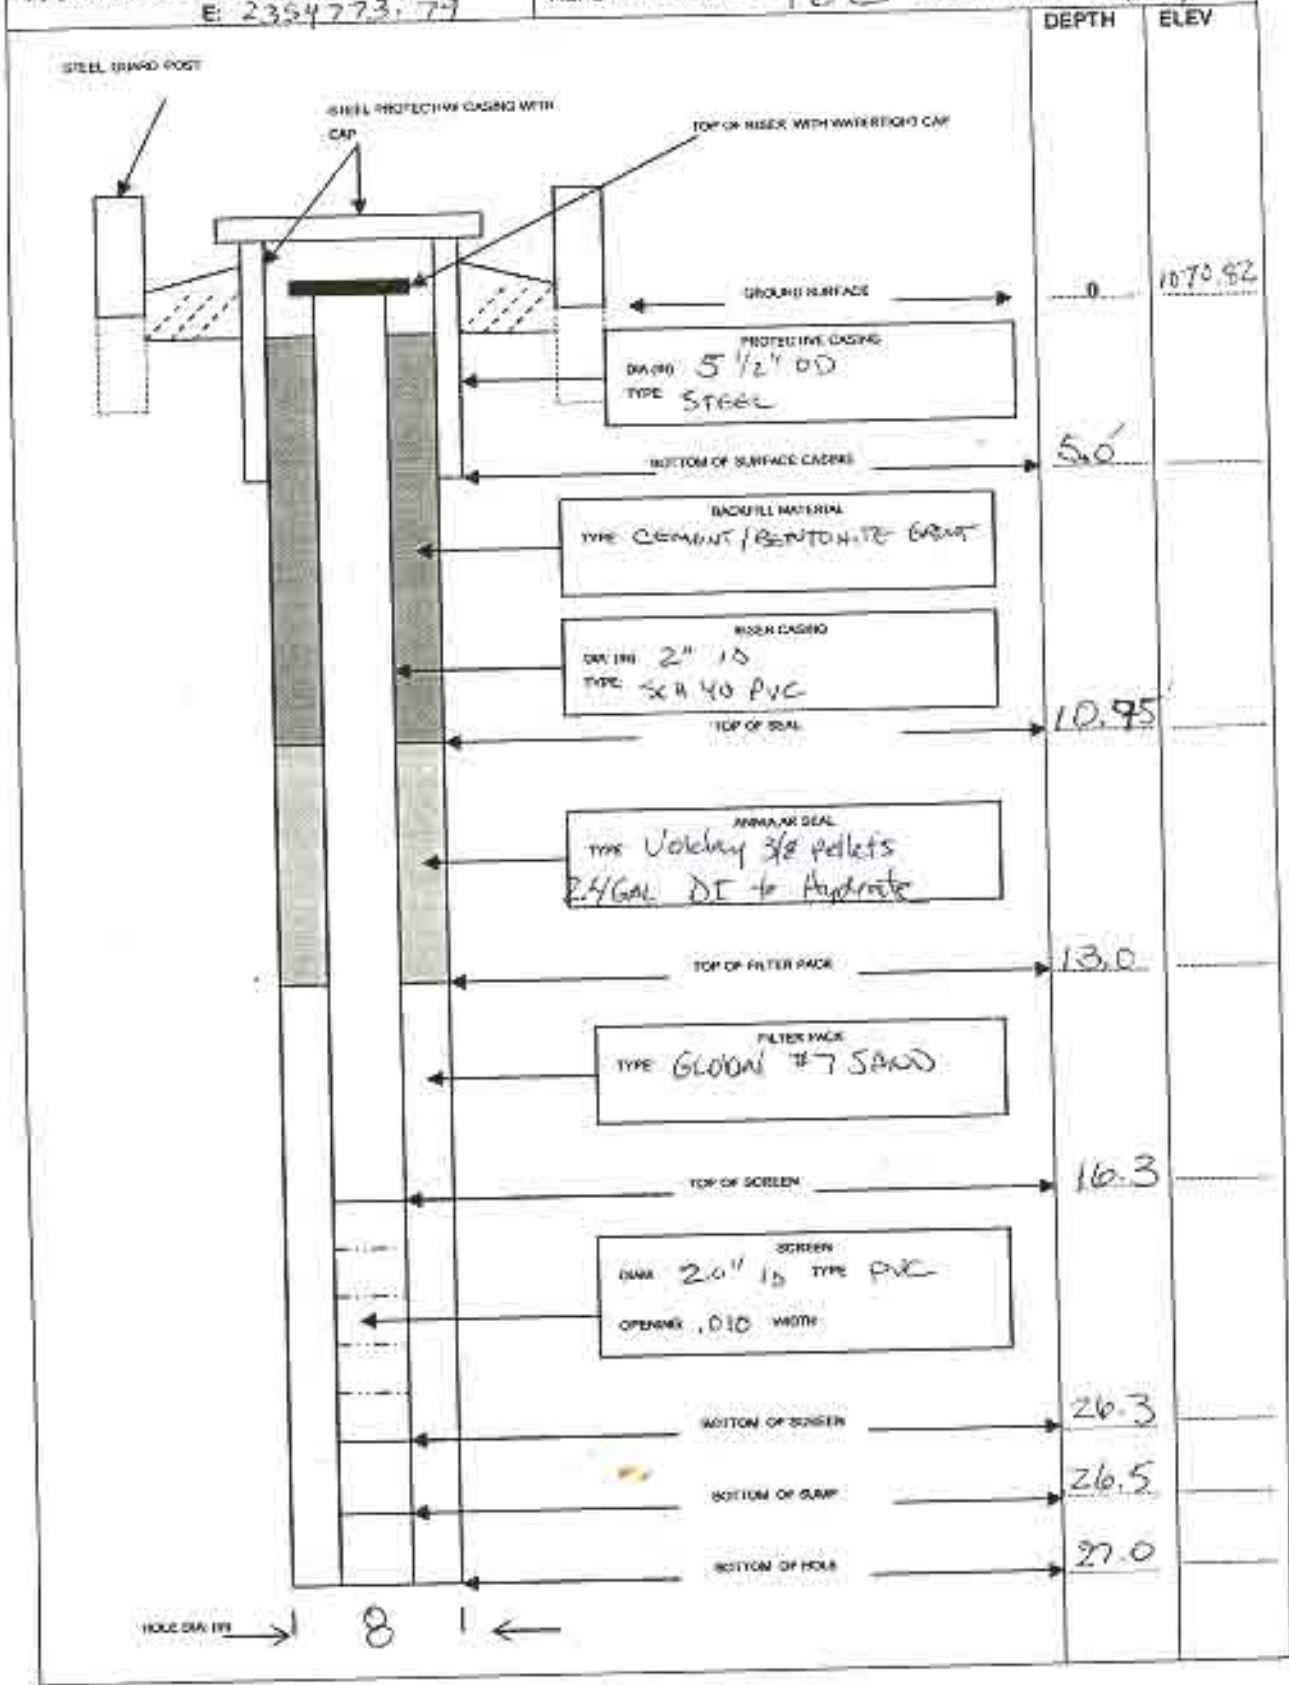 E: 2354773.79
DEPTH ELEV
STEEL GUARD POST
STEEL PROTECTIVE CASING WITH
CAP
TOP OF RISER WITH WATERTIGHT CAP
GROUND SURFACE 0 1070.82
PROTECTIVE CASING
DIA (IN) 5 1/2" OD
TYPE STEEL
BOTTOM OF SURFACE CASING 5.0'
BACKFILL MATERIAL
TYPE CEMENT/BENTONITE GROUT
RISER CASING
DIA (IN) 2" ID
TYPE: SCH 40 PVC
TOP OF SEAL 10.95'
ANNULAR SEAL
TYPE Volclay 3/8 pellets
2.4 GAL DI to Hydrate
TOP OF FILTER PACK 13.0
FILTER PACK
TYPE #7 SAND
TOP OF SCREEN 16.3
SCREEN
DIAM 2.0" ID TYPE PVC
OPENING .010 WIDTH
BOTTOM OF SCREEN 26.3
BOTTOM OF SUMP 26.5
BOTTOM OF HOLE 27.0
HOLE DIA (IN) 8